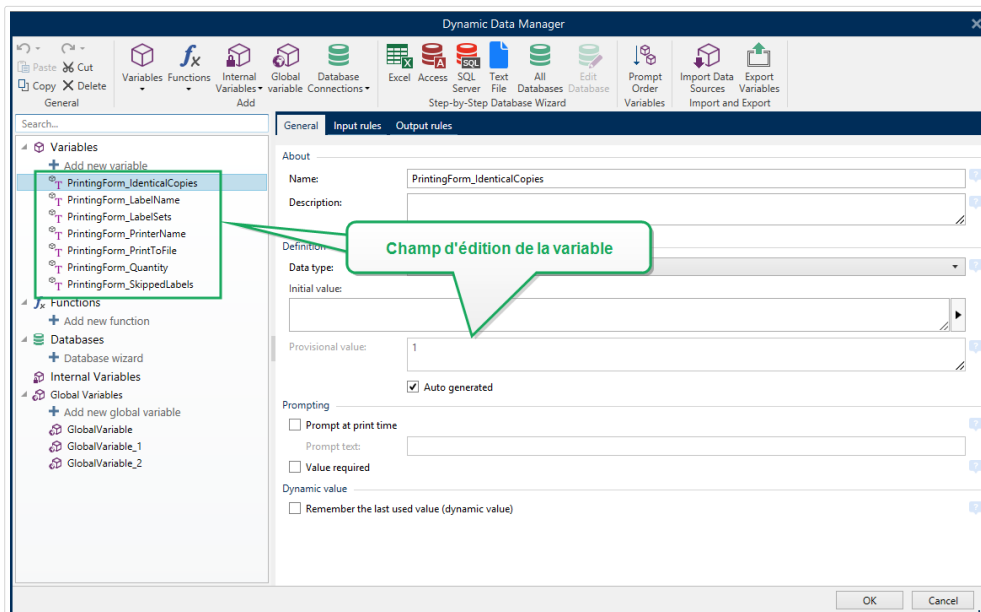 Dynamic Data Manager
Paste Cut
Copy Delete
General
Variables Functions Internal Variables Global variable Database Connections
Add
Excel Access SQL Server Text File All Databases Edit Database
Step-by-Step Database Wizard
Prompt Order
Variables
Import Data Sources Export Variables
Import and Export
Search...
Variables
Add new variable
PrintingForm_IdenticalCopies
PrintingForm_LabelName
PrintingForm_LabelSets
PrintingForm_PrinterName
PrintingForm_PrintToFile
PrintingForm_Quantity
PrintingForm_SkippedLabels
Functions
Add new function
Databases
Database wizard
Internal Variables
Global Variables
Add new global variable
GlobalVariable
GlobalVariable_1
GlobalVariable_2
General Input rules Output rules
About
Name: PrintingForm_IdenticalCopies
Description:
Champ d'édition de la variable
Definition
Data type:
Initial value:
Provisional value: 1
Auto generated
Prompting
Prompt at print time
Prompt text:
Value required
Dynamic value
Remember the last used value (dynamic value)
OK Cancel